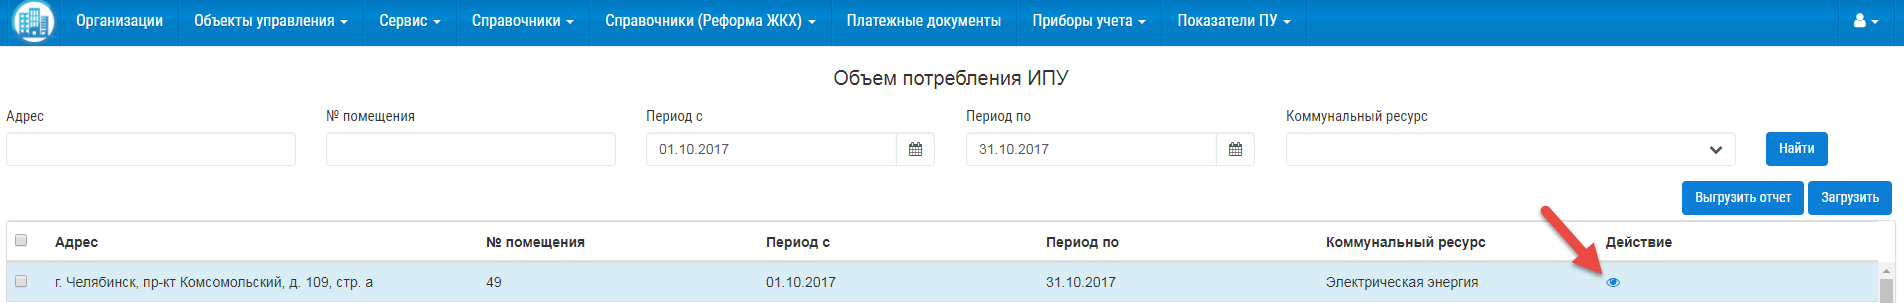 Организации Объекты управления Сервис Справочники Справочники (Реформа ЖКХ) Платежные документы Приборы учета Показатели ПУ
Объем потребления ИПУ
Адрес № помещения Период с Период по Коммунальный ресурс
01.10.2017 31.10.2017 Найти
Выгрузить отчет Загрузить
Адрес № помещения Период с Период по Коммунальный ресурс Действие
г. Челябинск, пр-кт Комсомольский, д. 109, стр. а 49 01.10.2017 31.10.2017 Электрическая энергия